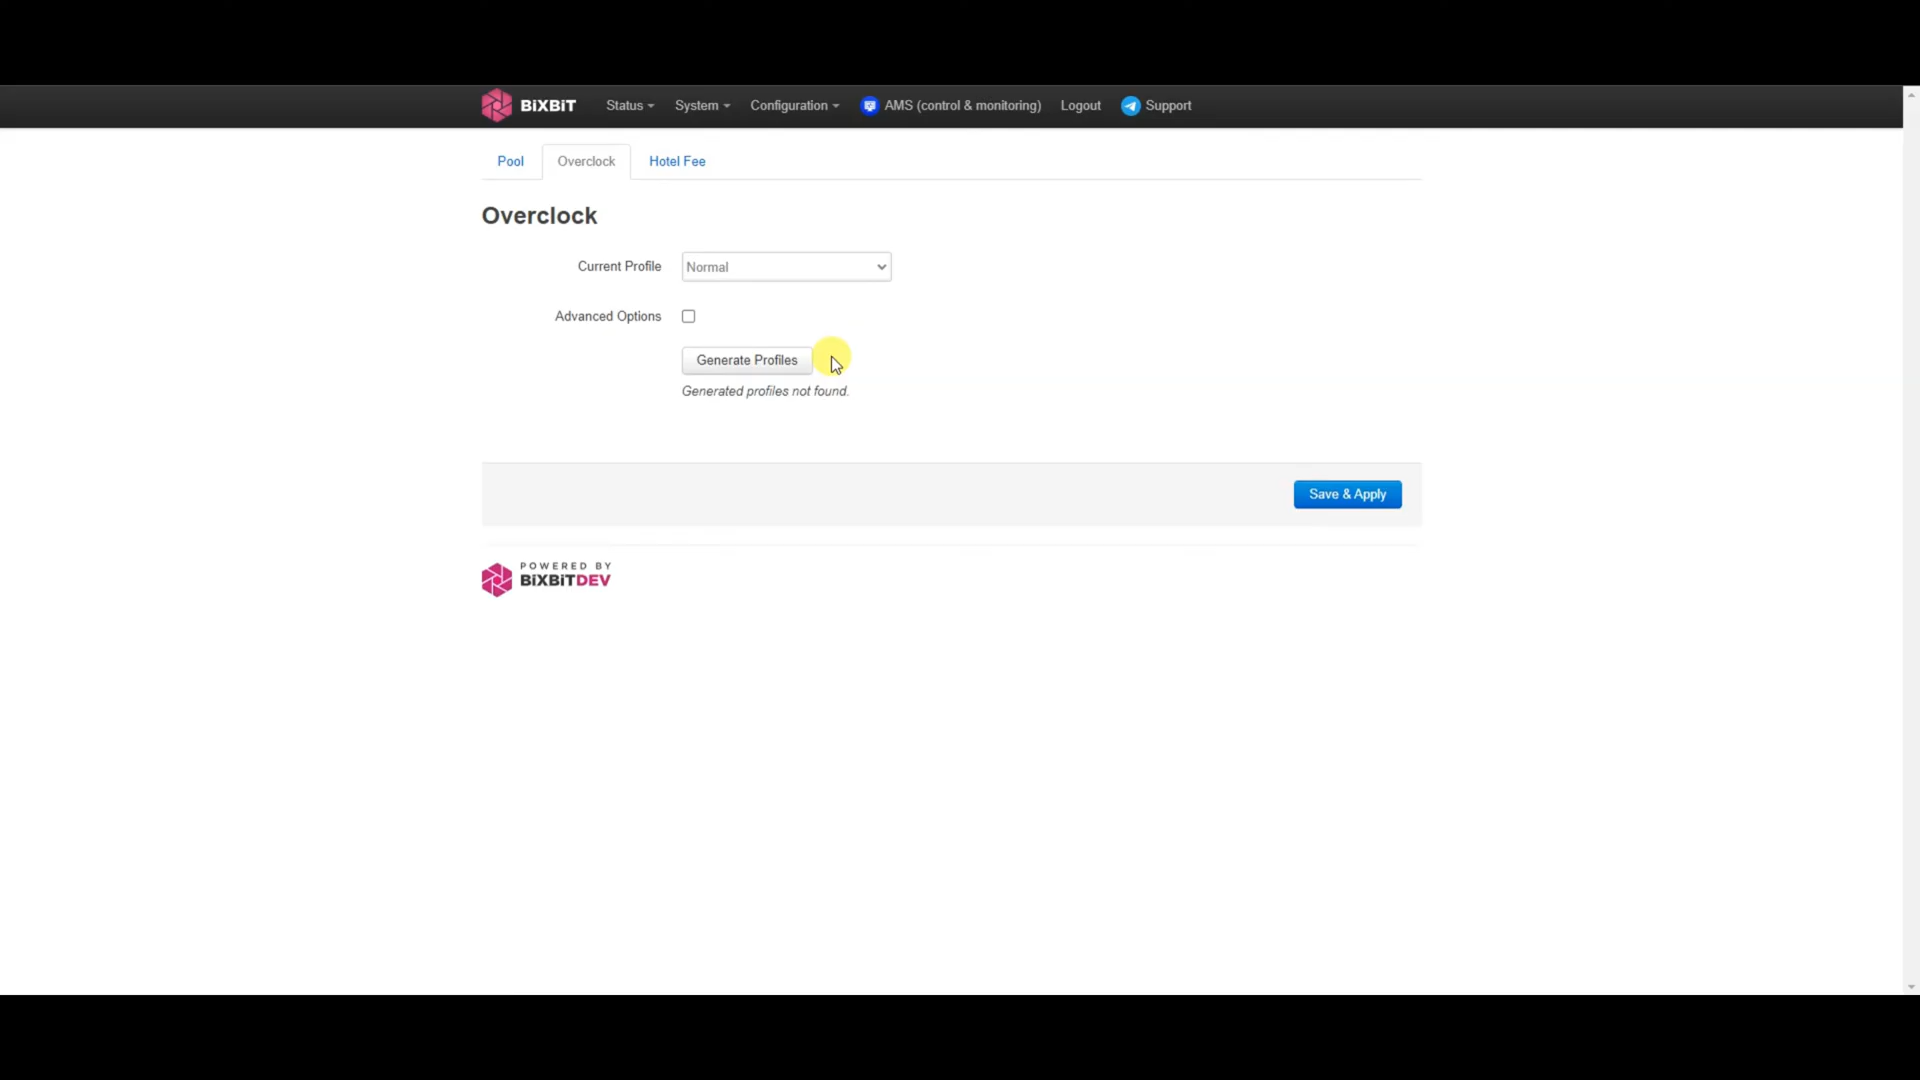 BiXBiT Status System Configuration AMS (control & monitoring) Logout Support
Pool Overclock Hotel Fee
Overclock
Current Profile Normal
Advanced Options
Generate Profiles
Generated profiles not found.
Save & Apply
POWERED BY
BiXBiTDEV